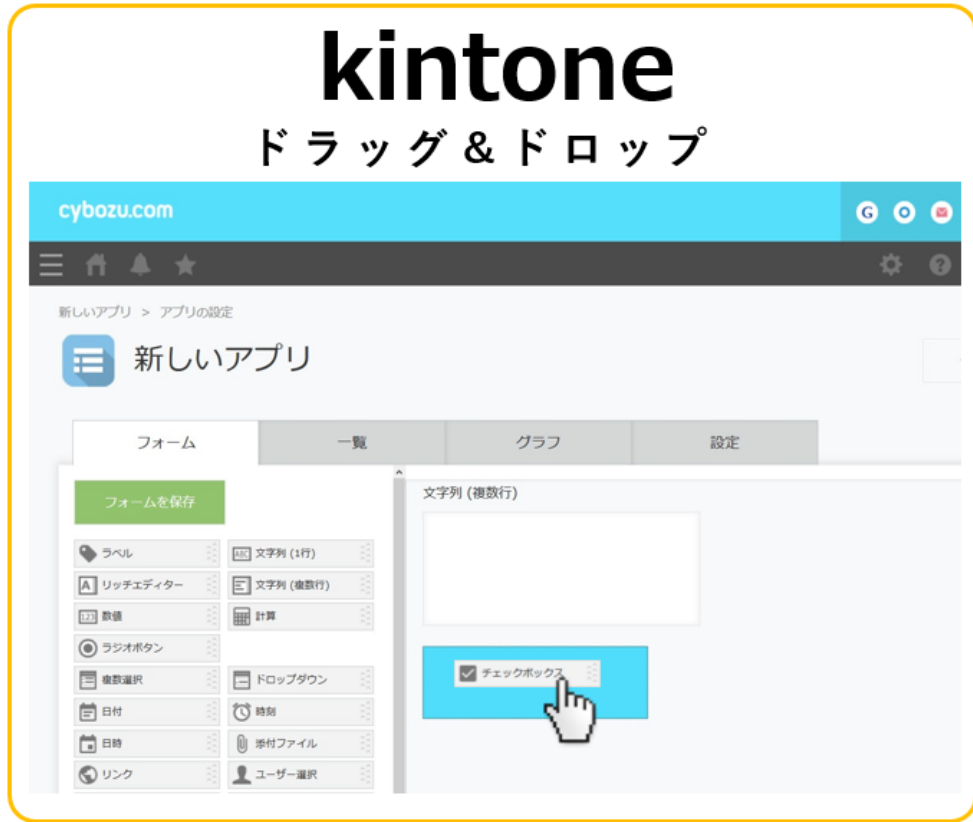 kintone
ドラッグ＆ドロップ
cybozu.com
G
新しいアプリ > アプリの設定
新しいアプリ
フォーム 一覧 グラフ 設定
フォームを保存
文字列 (複数行)
ラベル ABC 文字列 (1行)
A リッチエディター 文字列 (複数行)
123 数値 計算
ラジオボタン
チェックボックス
複数選択 ドロップダウン
日付 時刻
日時 添付ファイル
リンク ユーザー選択